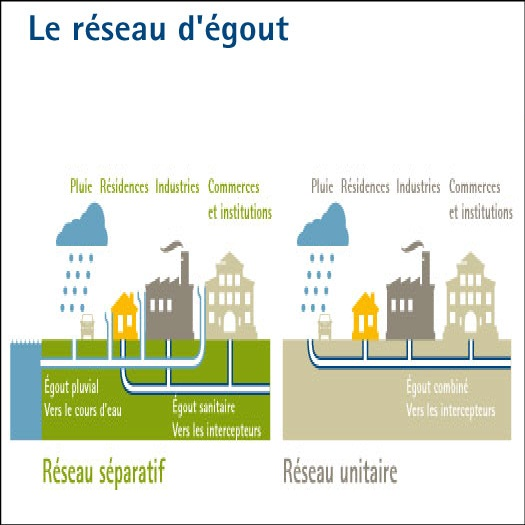 Le réseau d'égout
Pluie Résidences Industries Commerces
et institutions
Égout pluvial
Vers le cours d'eau
Égout sanitaire
Vers les intercepteurs
Réseau séparatif
Pluie Résidences Industries Commerces
et institutions
Égout combiné
Vers les intercepteurs
Réseau unitaire